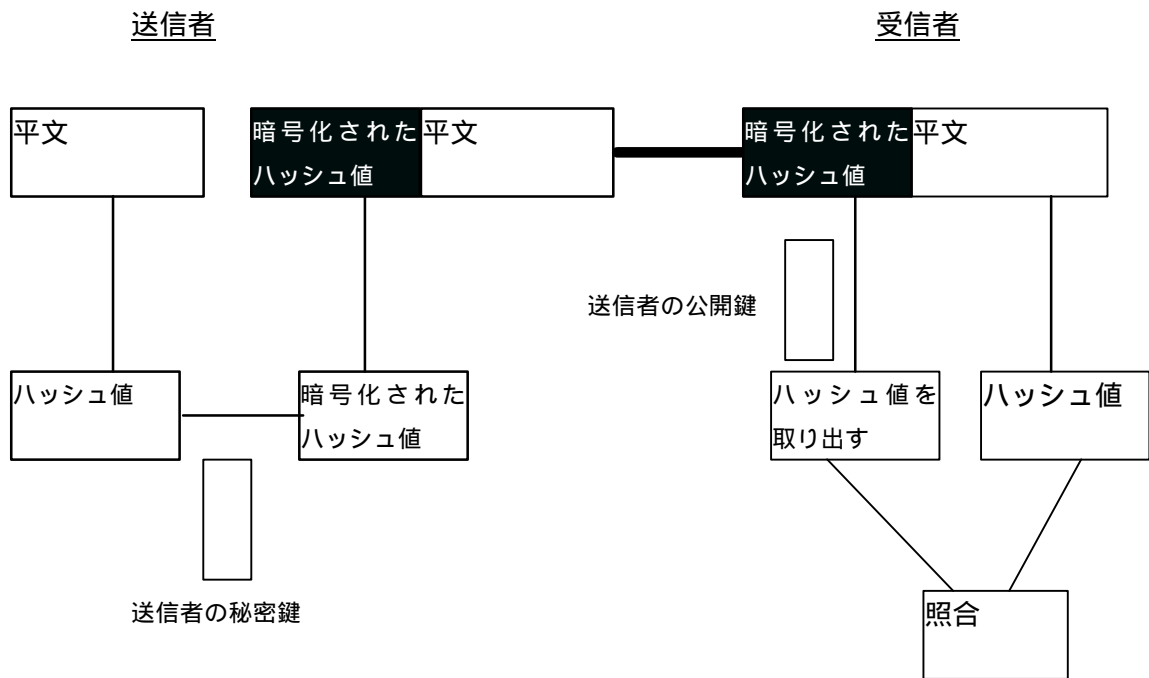 送信者
受信者
平文
暗号化された
ハッシュ値
平文
暗号化された
ハッシュ値
平文
送信者の公開鍵
ハッシュ値
暗号化された
ハッシュ値
ハッシュ値を
取り出す
ハッシュ値
送信者の秘密鍵
照合